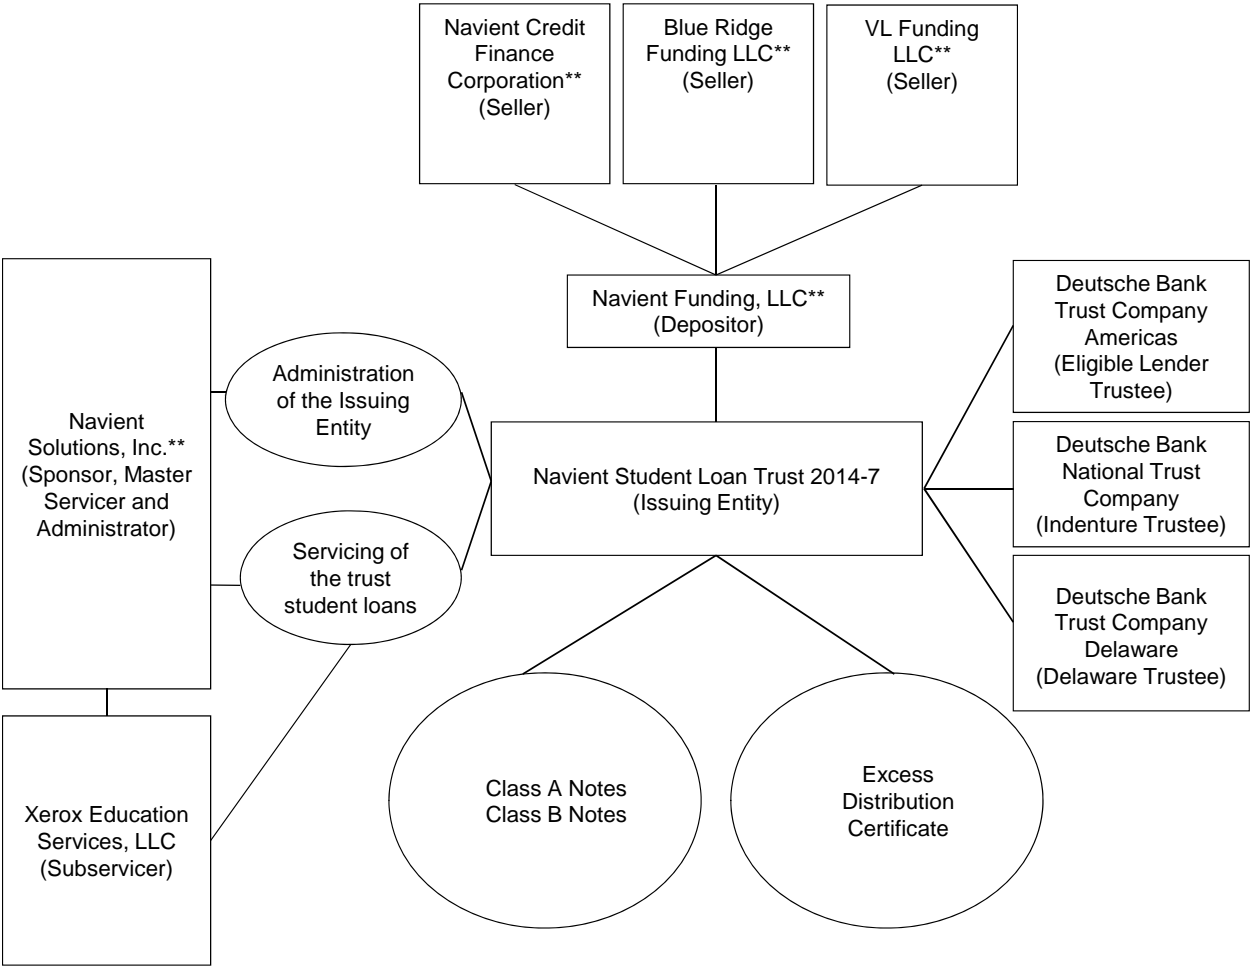 Navient Credit
Finance
Corporation**
(Seller)
Blue Ridge
Funding LLC**
(Seller)
VL Funding
LLC**
(Seller)
Navient Funding, LLC**
(Depositor)
Deutsche Bank
Trust Company
Americas
(Eligible Lender
Trustee)
Administration
of the Issuing
Entity
Navient
Solutions, Inc.**
(Sponsor, Master
Servicer and
Administrator)
Navient Student Loan Trust 2014-7
(Issuing Entity)
Deutsche Bank
National Trust
Company
(Indenture Trustee)
Servicing of
the trust
student loans
Deutsche Bank
Trust Company
Delaware
(Delaware Trustee)
Xerox Education
Services, LLC
(Subservicer)
Class A Notes
Class B Notes
Excess
Distribution
Certificate